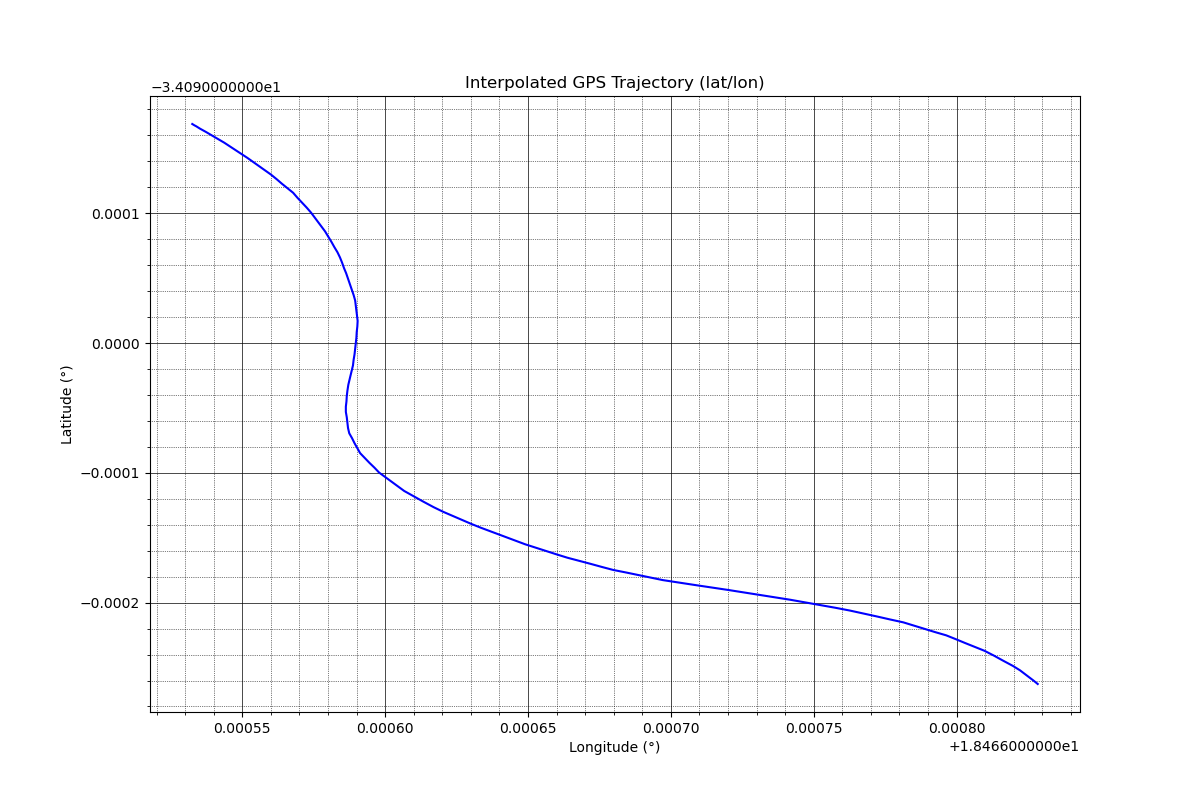 Interpolated GPS Trajectory (lat/lon)
−3.4090000000e1
0.0001
0.0000
−0.0001
−0.0002
Latitude (°)
0.00055
0.00060
0.00065
0.00070
0.00075
0.00080
Longitude (°)
+1.8466000000e1